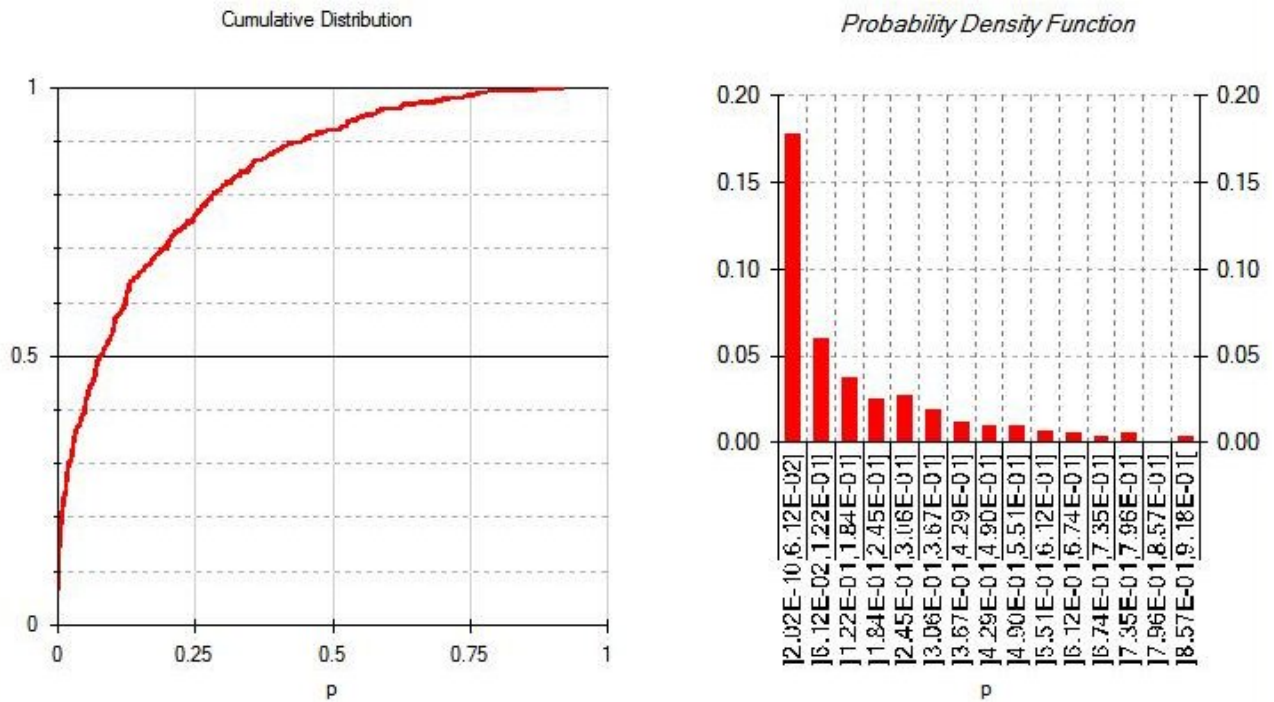 Cumulative Distribution
1
0.5
0
0
0.25
0.5
0.75
1
p
Probability Density Function
0.20
0.15
0.10
0.05
0.00
0.20
0.15
0.10
0.05
0.00
]2.02E-10,6.12E-02]
]6.12E-02,1.22E-01]
]1.22E-01,1.84E-01]
]1.84E-01,2.45E-01]
]2.45E-01,3.06E-01]
]3.06E-01,3.67E-01]
]3.67E-01,4.29E-01]
]4.29E-01,4.90E-01]
]4.90E-01,5.51E-01]
]5.51E-01,6.12E-01]
]6.12E-01,6.74E-01]
]6.74E-01,7.35E-01]
]7.35E-01,7.96E-01]
]7.96E-01,8.57E-01]
]8.57E-01,9.18E-01[
p